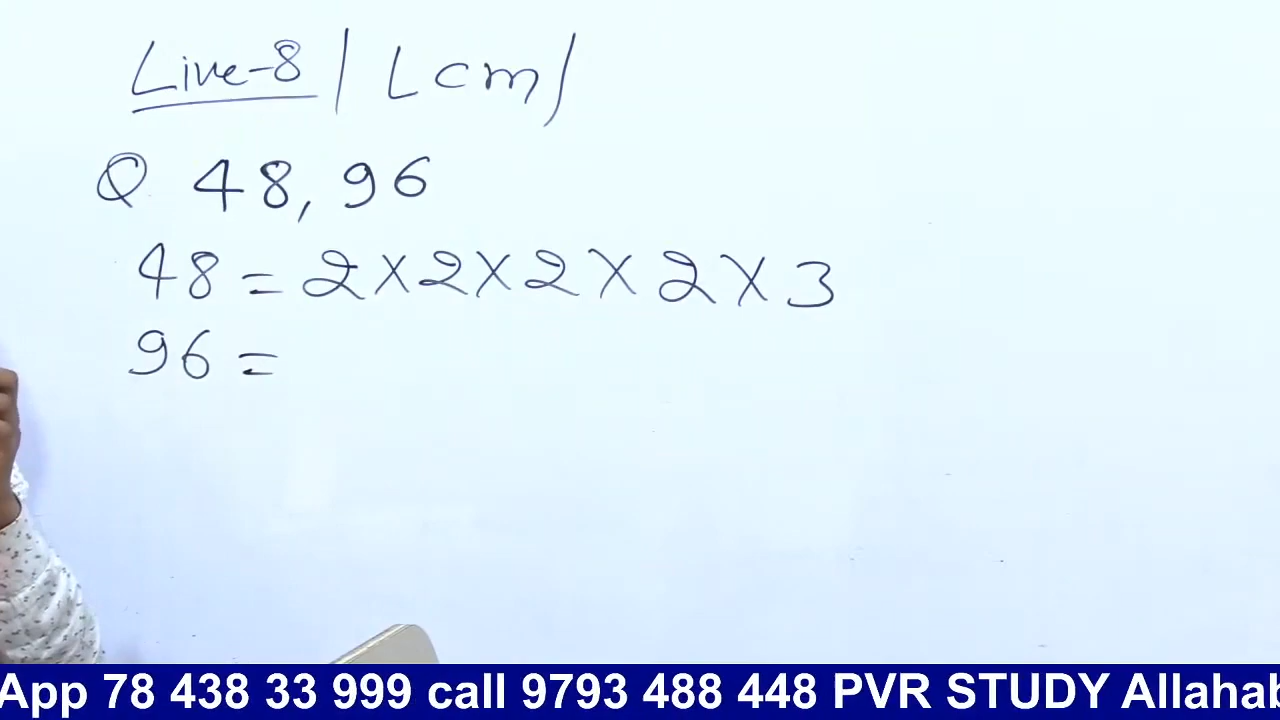 Live-8 / Lcm /
Q. 48, 96
48 = 2 × 2 × 2 × 2 × 3
96 =
App 78 438 33 999 call 9793 488 448 PVR STUDY Allahab